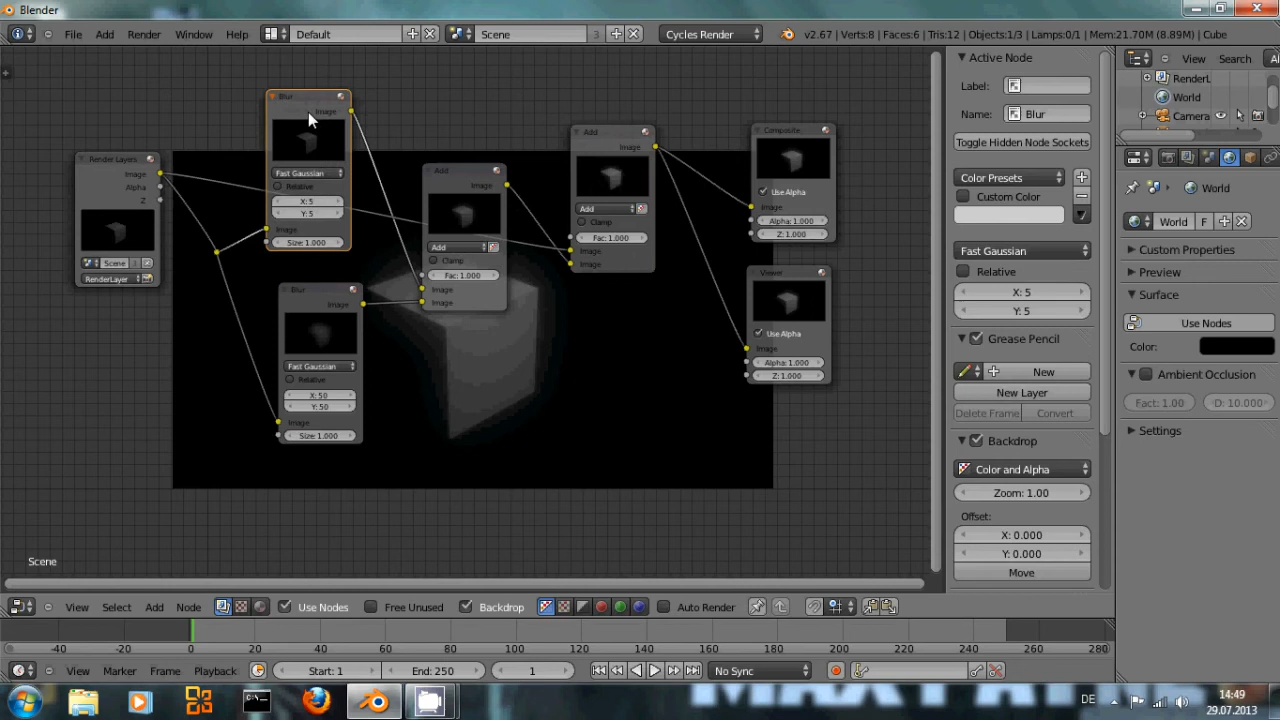 Blender
File Add Render Window Help Default Scene 3 Cycles Render v2.67 | Verts:8 | Faces:6 | Tris:12 | Objects:1/3 | Lamps:0/1 | Mem:21.70M (8.89M) | Cube
View Search
RenderL
World
Camera
Active Node
Label:
Name: Blur
Toggle Hidden Node Sockets
Color Presets
Custom Color
Fast Gaussian
Relative
X: 5
Y: 5
Grease Pencil
New
New Layer
Delete Frame Convert
Backdrop
Color and Alpha
Zoom: 1.00
Offset:
X: 0.000
Y: 0.000
Move
World
World F
Custom Properties
Preview
Surface
Use Nodes
Color:
Ambient Occlusion
Fact: 1.00 D: 10.000
Settings
Render Layers
Image
Alpha
Z
Scene 3
RenderLayer
Blur
Image
Fast Gaussian
Relative
X: 5
Y: 5
Image
Size: 1.000
Blur
Image
Fast Gaussian
Relative
X: 50
Y: 50
Image
Size: 1.000
Add
Image
Add
Clamp
Fac: 1.000
Image
Image
Add
Image
Add
Clamp
Fac: 1.000
Image
Image
Composite
Use Alpha
Image
Alpha: 1.000
Z: 1.000
Viewer
Use Alpha
Image
Alpha: 1.000
Z: 1.000
Scene
View Select Add Node Use Nodes Free Unused Backdrop Auto Render
-40 -20 0 20 40 60 80 100 120 140 160 180 200 220 240 260 280
View Marker Frame Playback Start: 1 End: 250 1 No Sync
DE 14:49
29.07.2013